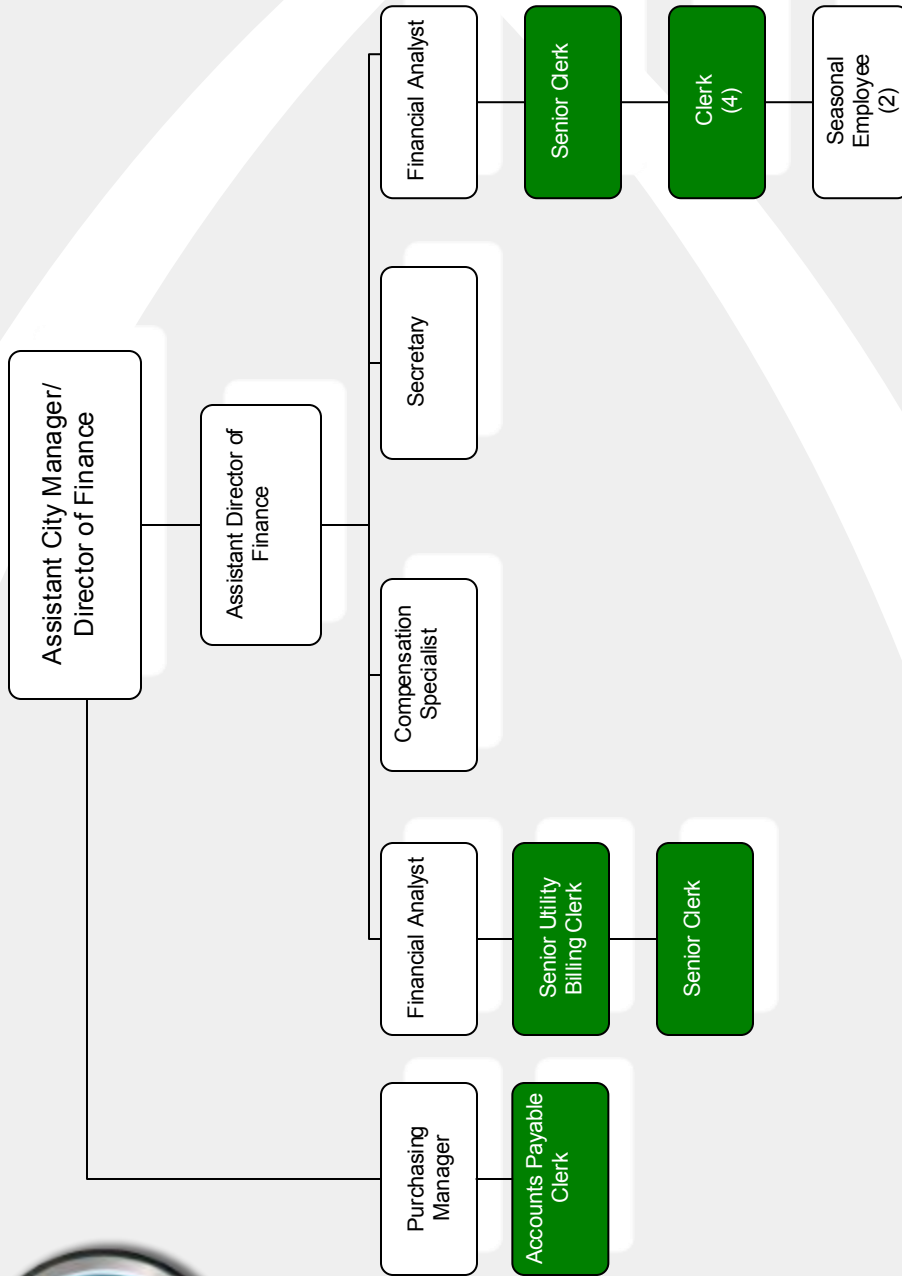 Assistant City Manager/
Director of Finance
Assistant Director of
Finance
Purchasing
Manager
Financial Analyst
Compensation
Specialist
Secretary
Financial Analyst
Accounts Payable
Clerk
Senior Utility
Billing Clerk
Senior Clerk
Senior Clerk
Clerk
(4)
Seasonal
Employee
(2)